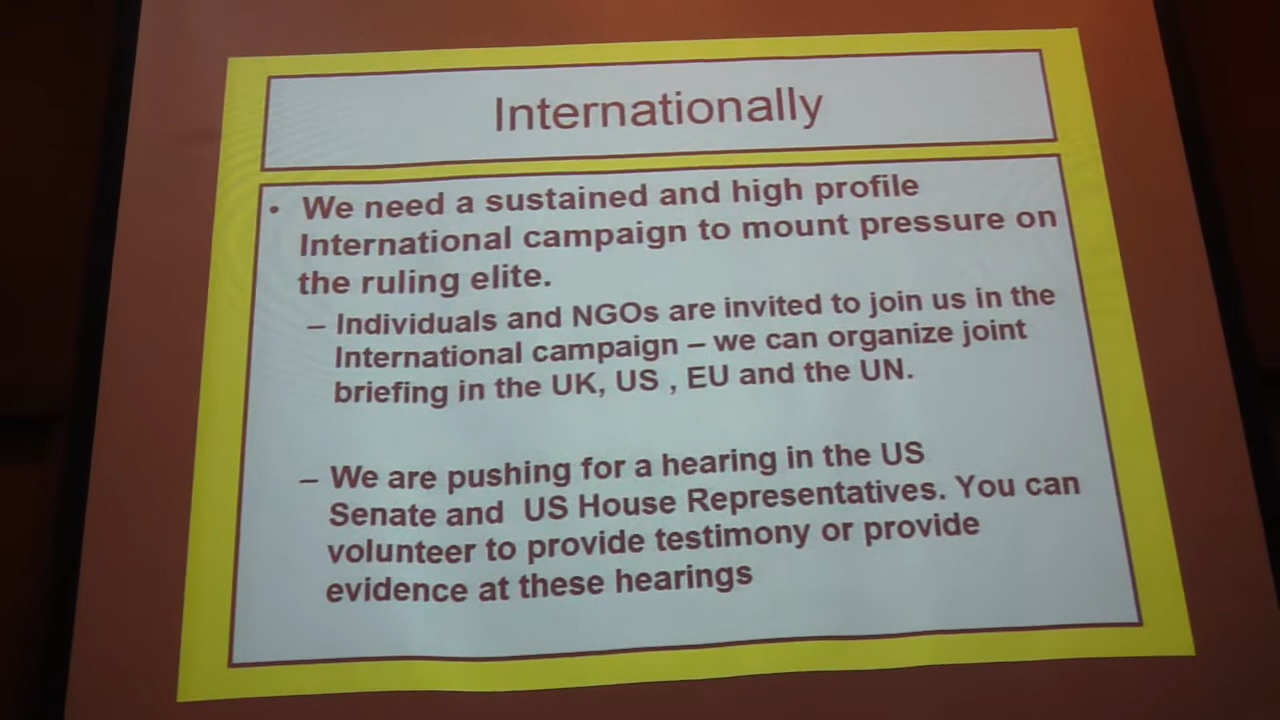 Internationally
• We need a sustained and high profile
International campaign to mount pressure on
the ruling elite.
– Individuals and NGOs are invited to join us in the
International campaign – we can organize joint
briefing in the UK, US , EU and the UN.
– We are pushing for a hearing in the US
Senate and  US House Representatives. You can
volunteer to provide testimony or provide
evidence at these hearings